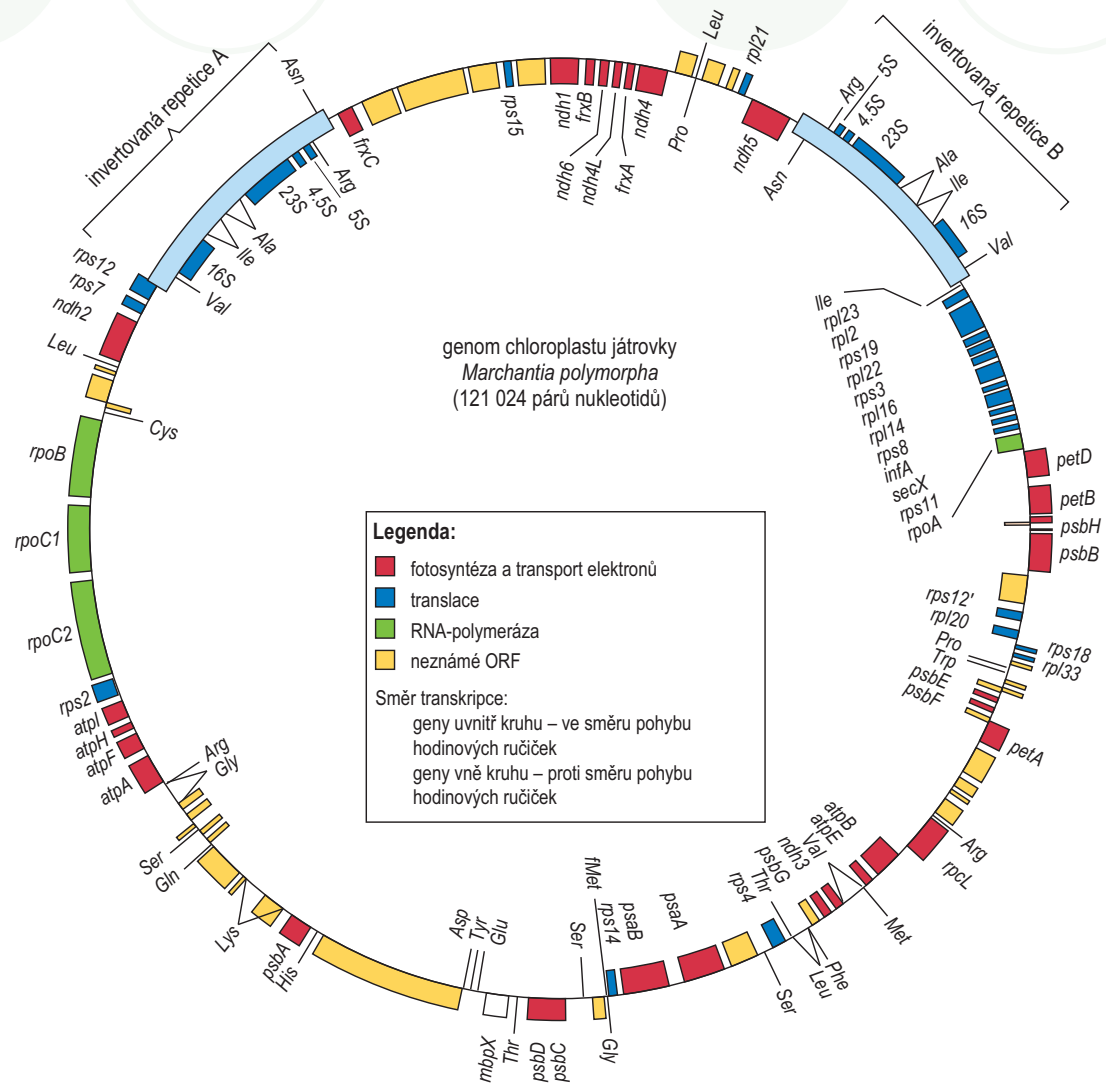 invertovaná repetice A
Asn
frxC
rps15
ndh1
frxB
ndh6
ndh4L
frxA
ndh4
Pro
Leu
rpl21
ndh5
Asn
invertovaná repetice B
Arg
5S
4.5S
23S
Ala
Ile
16S
Val
Arg
5S
4.5S
23S
Ala
Ile
16S
Val
rps12
rps7
ndh2
Leu
Cys
rpoB
rpoC1
rpoC2
rps2
atpI
atpH
atpF
atpA
Arg
Gly
Ser
Gln
Lys
psbA
His
Asp
Tyr
Glu
mbpX
Thr
psbD
psbC
Ser
fMet
Gly
rps14
psaB
psaA
Ser
rps4
Thr
Leu
Phe
psbG
ndh3
Val
atpE
atpB
Met
rpcL
Arg
petA
psbF
psbE
Trp
Pro
rpl33
rps18
rpl20
rps12'
psbB
psbH
petB
petD
Ile
rpl23
rpl2
rps19
rpl22
rps3
rpl16
rpl14
rps8
infA
secX
rps11
rpoA
genom chloroplastu játrovky
Marchantia polymorpha
(121 024 párů nukleotidů)
Legenda:
fotosyntéza a transport elektronů
translace
RNA-polymeráza
neznámé ORF
Směr transkripce:
geny uvnitř kruhu – ve směru pohybu
hodinových ručiček
geny vně kruhu – proti směru pohybu
hodinových ručiček